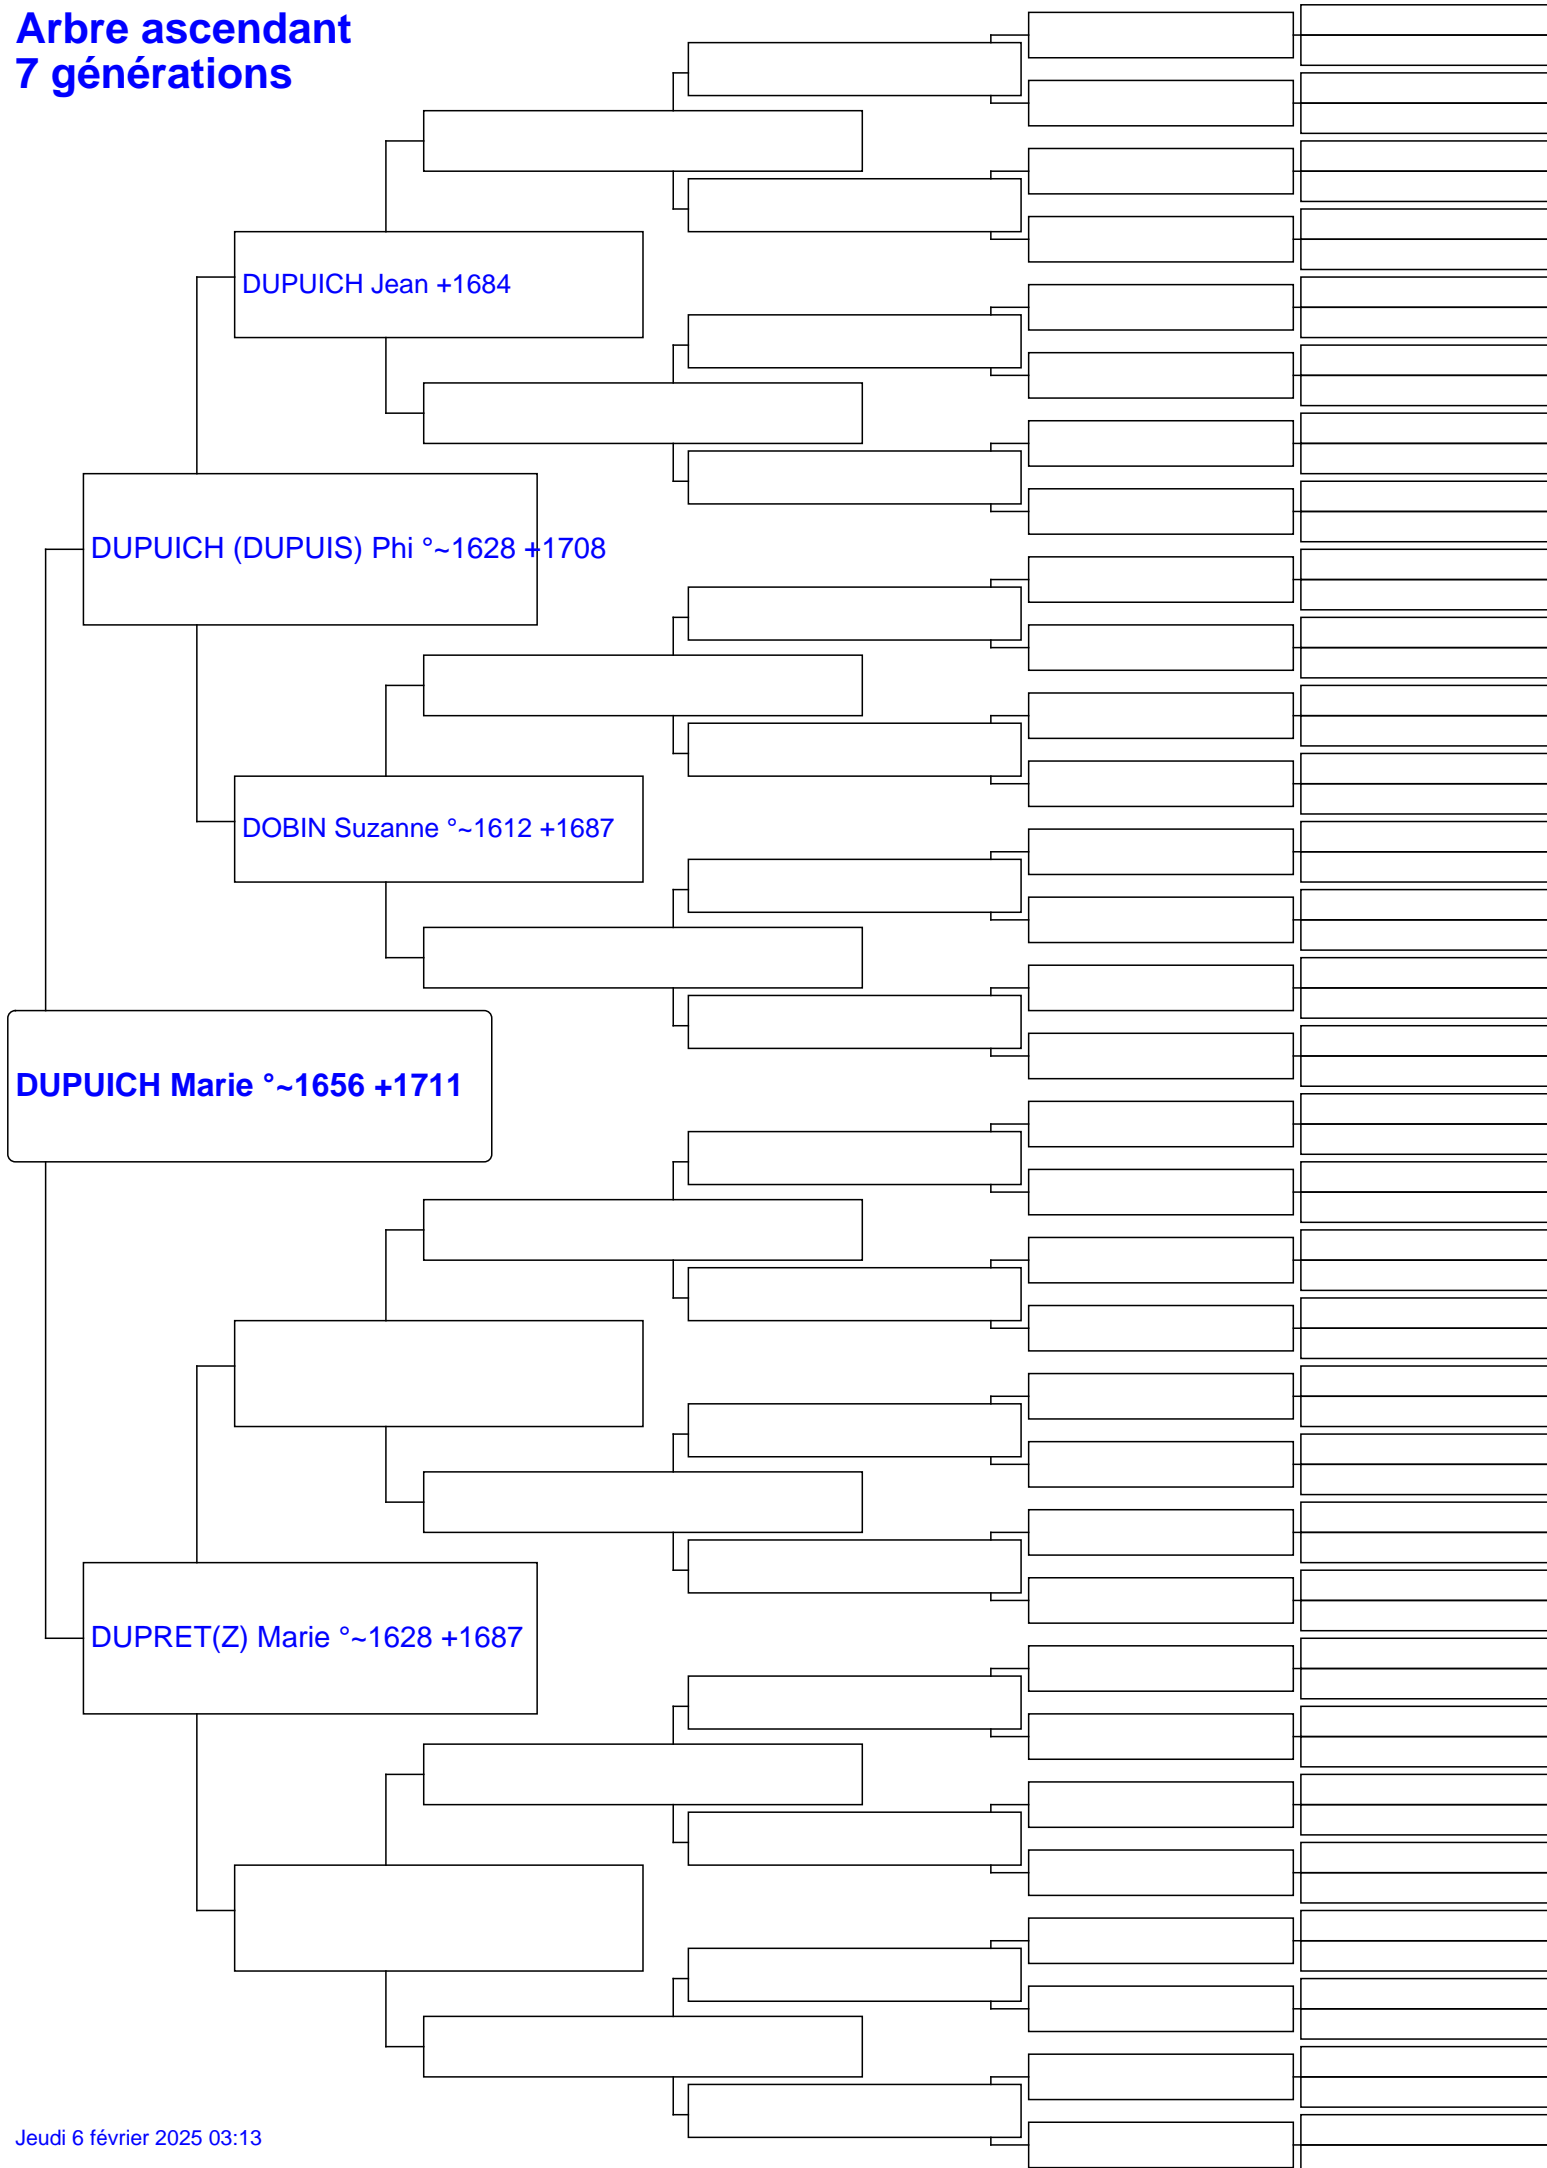 Arbre ascendant
7 générations
DUPUICH Jean +1684
DUPUICH (DUPUIS) Phi °~1628 +1708
DOBIN Suzanne °~1612 +1687
DUPUICH Marie °~1656 +1711
DUPRET(Z) Marie °~1628 +1687
Jeudi 6 février 2025 03:13